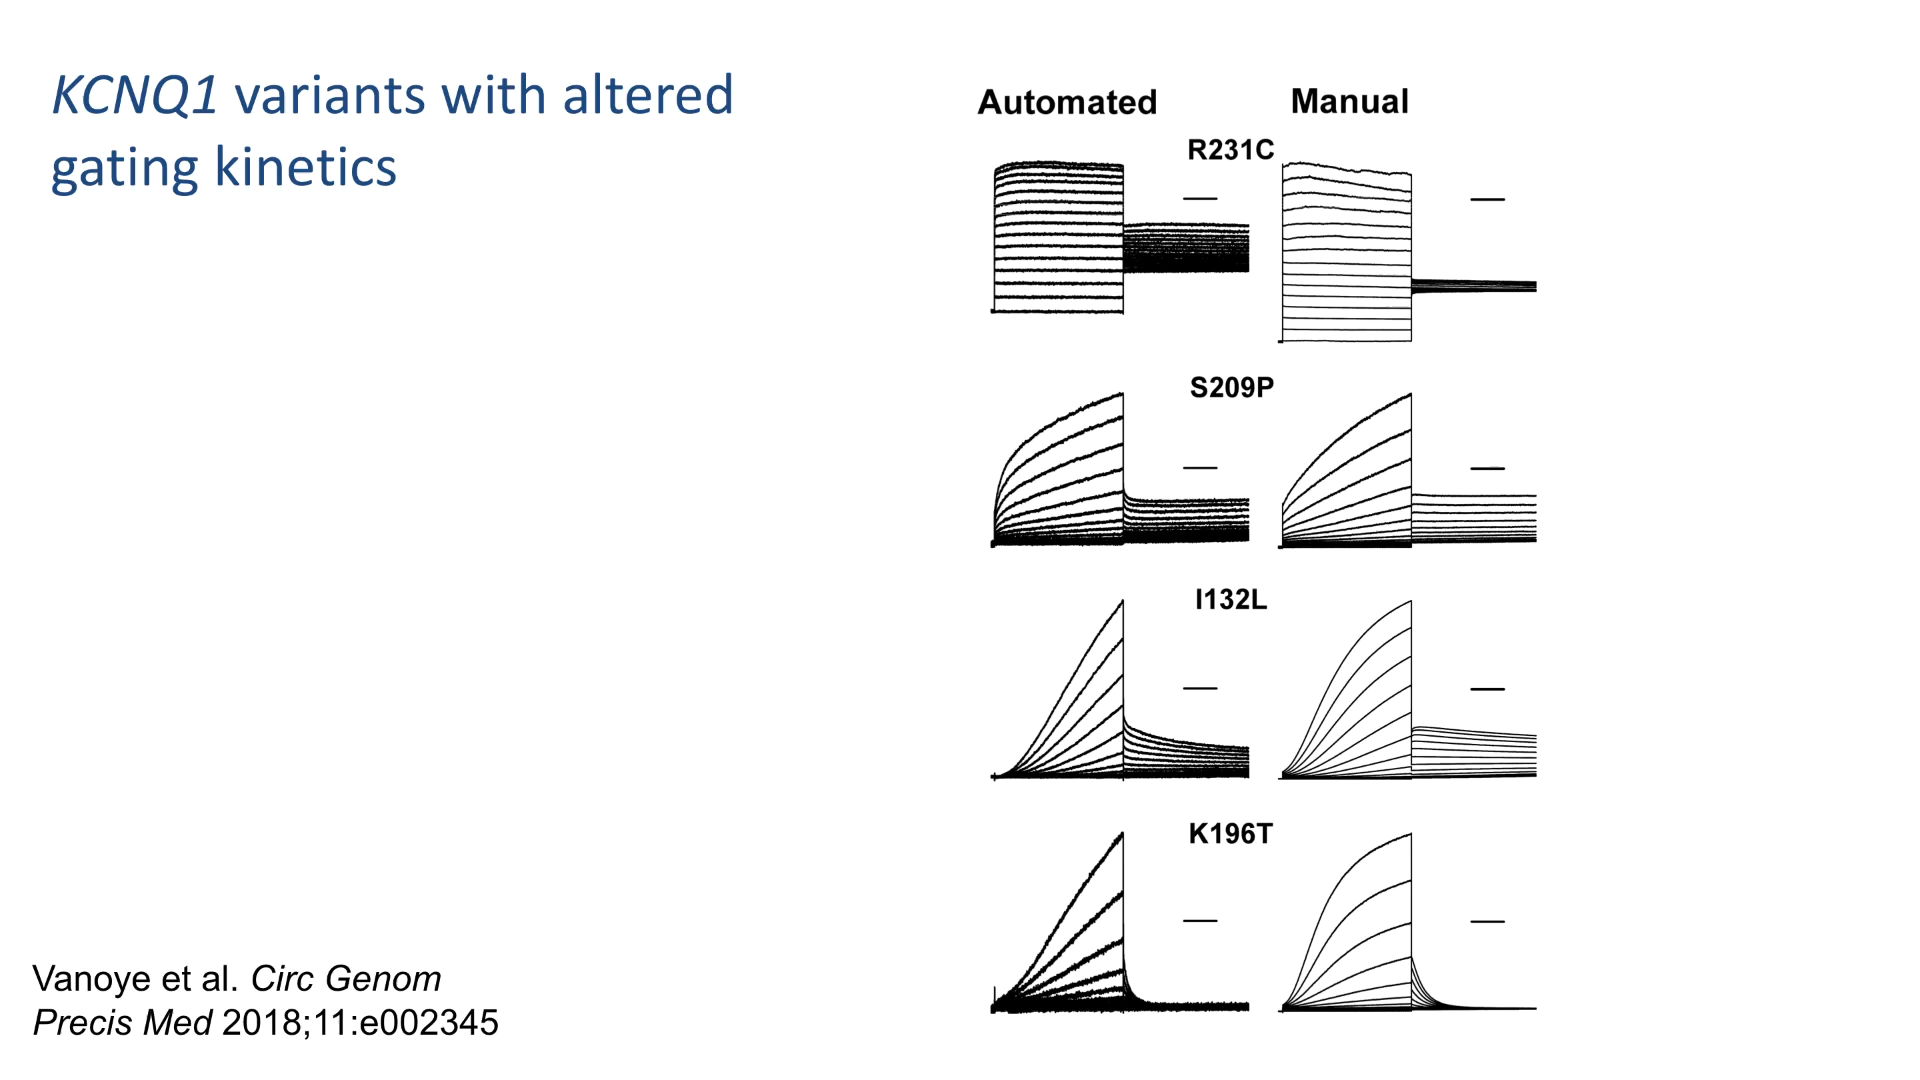 KCNQ1 variants with altered
gating kinetics
Automated
Manual
R231C
S209P
I132L
K196T
Vanoye et al. Circ Genom
Precis Med 2018;11:e002345